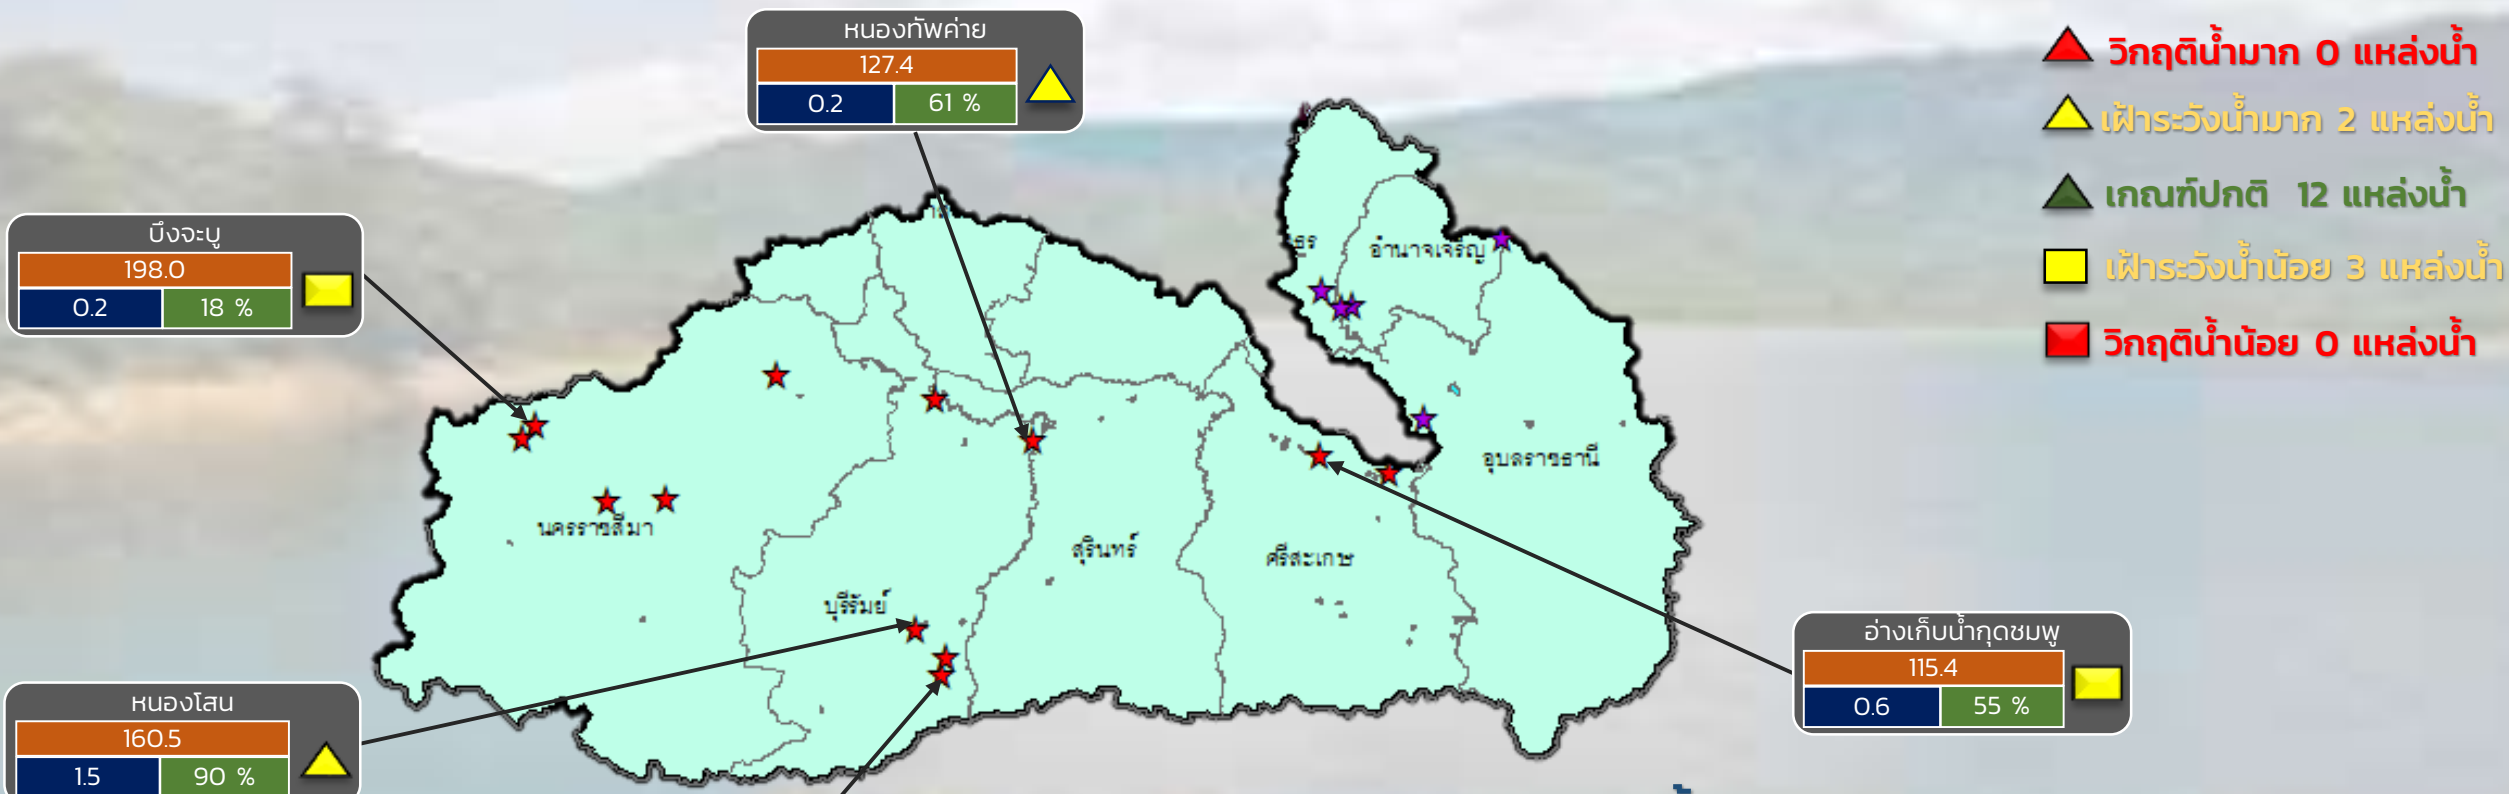 หนองทัพค่าย
127.4
0.2 61 %
วิกฤติน้ำมาก 0 แหล่งน้ำ
เฝ้าระวังน้ำมาก 2 แหล่งน้ำ
เกณฑ์ปกติ 12 แหล่งน้ำ
เฝ้าระวังน้ำน้อย 3 แหล่งน้ำ
วิกฤติน้ำน้อย 0 แหล่งน้ำ
บึงจะบู
198.0
0.2 18 %
อำนาจเจริญ
อุบลราชธานี
นครราชสีมา
สุรินทร์
ศรีสะเกษ
บุรีรัมย์
อ่างเก็บน้ำกุดชมพู
115.4
0.6 55 %
หนองโสน
160.5
1.5 90 %